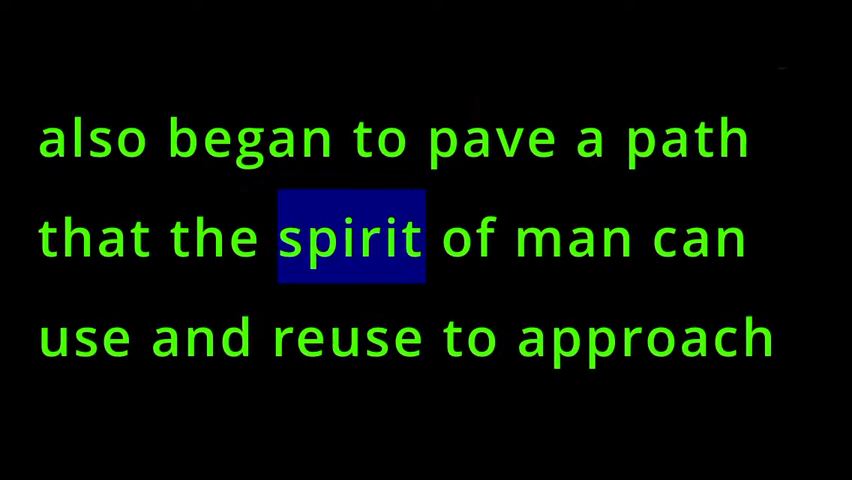 also began to pave a path
that the spirit of man can
use and reuse to approach